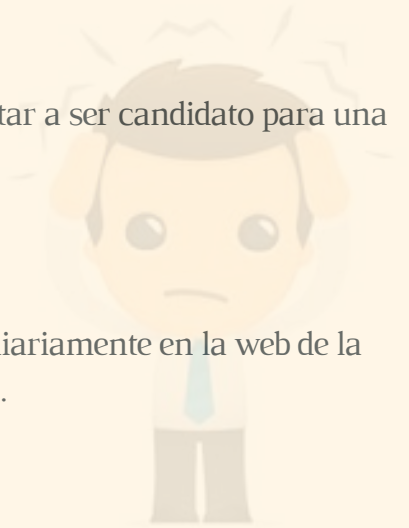 tar a ser candidato para una
iariamente en la web de la
.